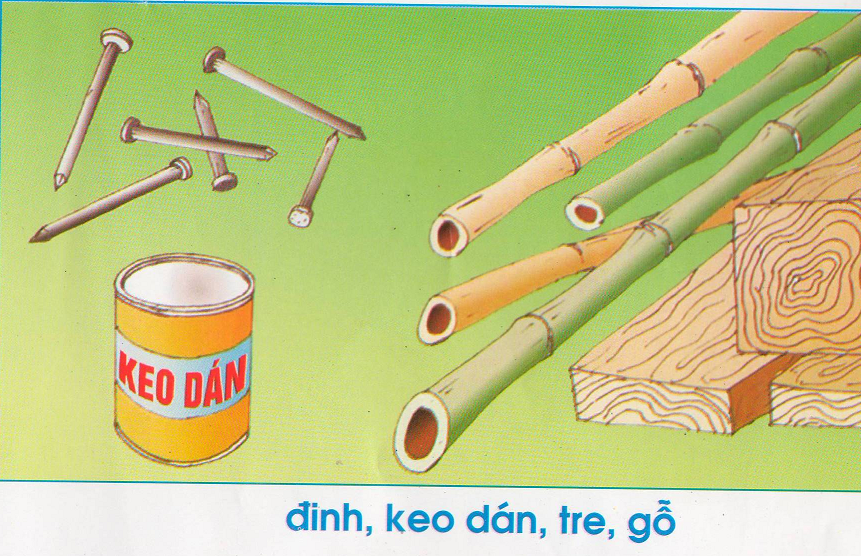 KEO DÁN
đinh, keo dán, tre, gỗ